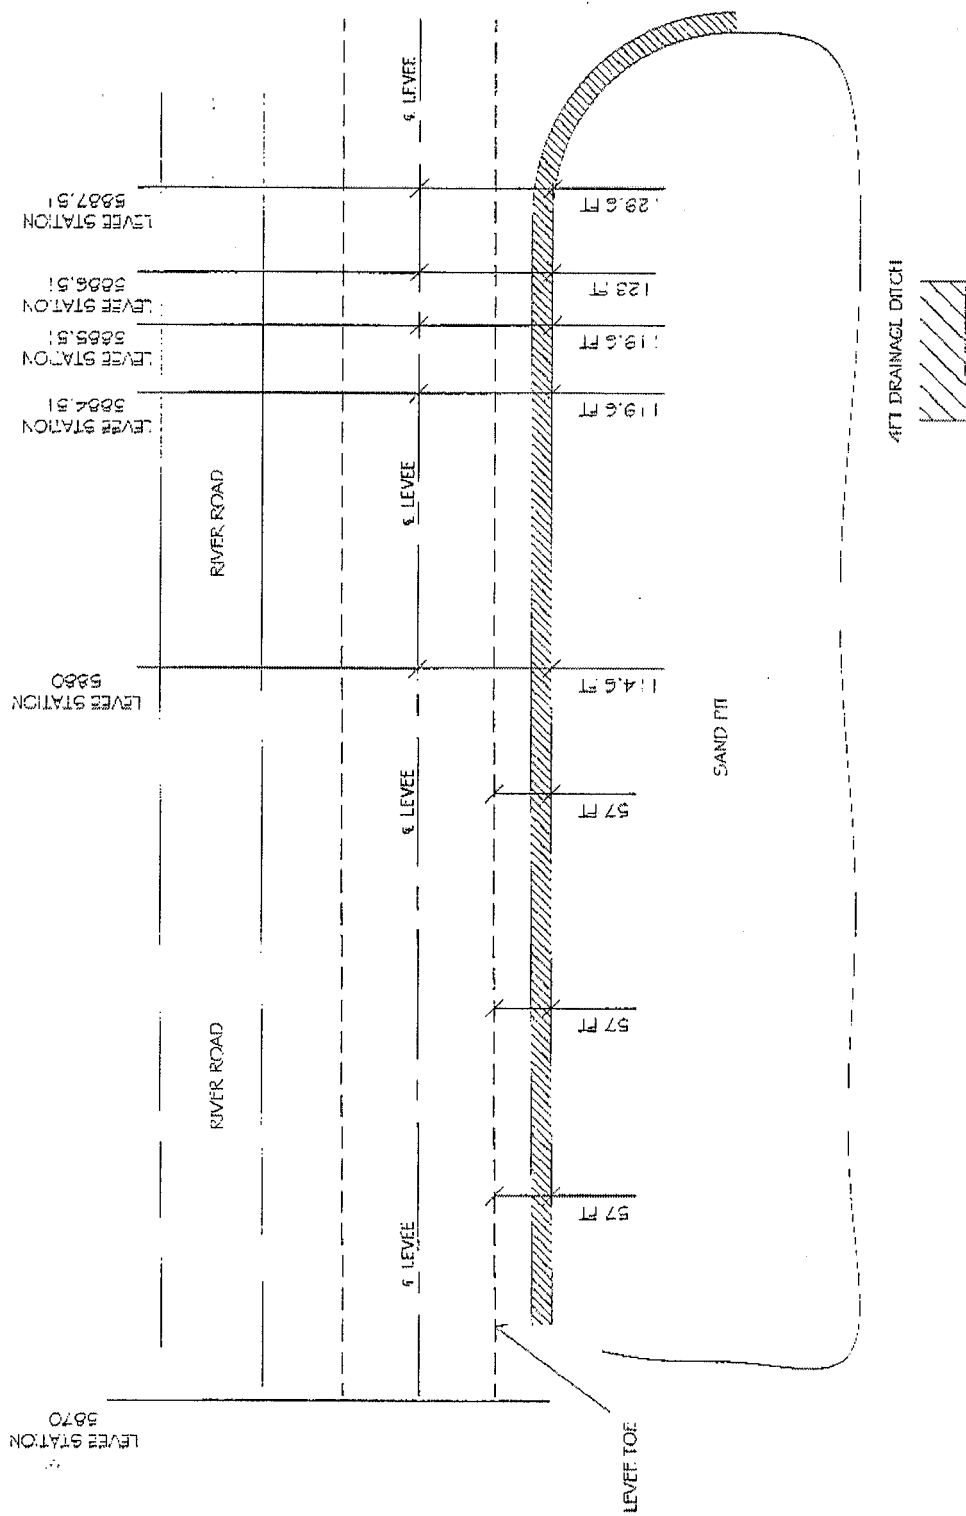 LEVEE STATION
5887.51
LEVEE STATION
5886.51
LEVEE STATION
5885.51
LEVEE STATION
5884.51
LEVEE STATION
5880
LEVEE STATION
5870
RIVER ROAD
RIVER ROAD
℄ LEVEE
℄ LEVEE
℄ LEVEE
℄ LEVEE
129.6 FT
123 FT
119.6 FT
119.6 FT
114.6 FT
57 FT
57 FT
57 FT
SAND PIT
LEVEE TOE
4FT DRAINAGE DITCH